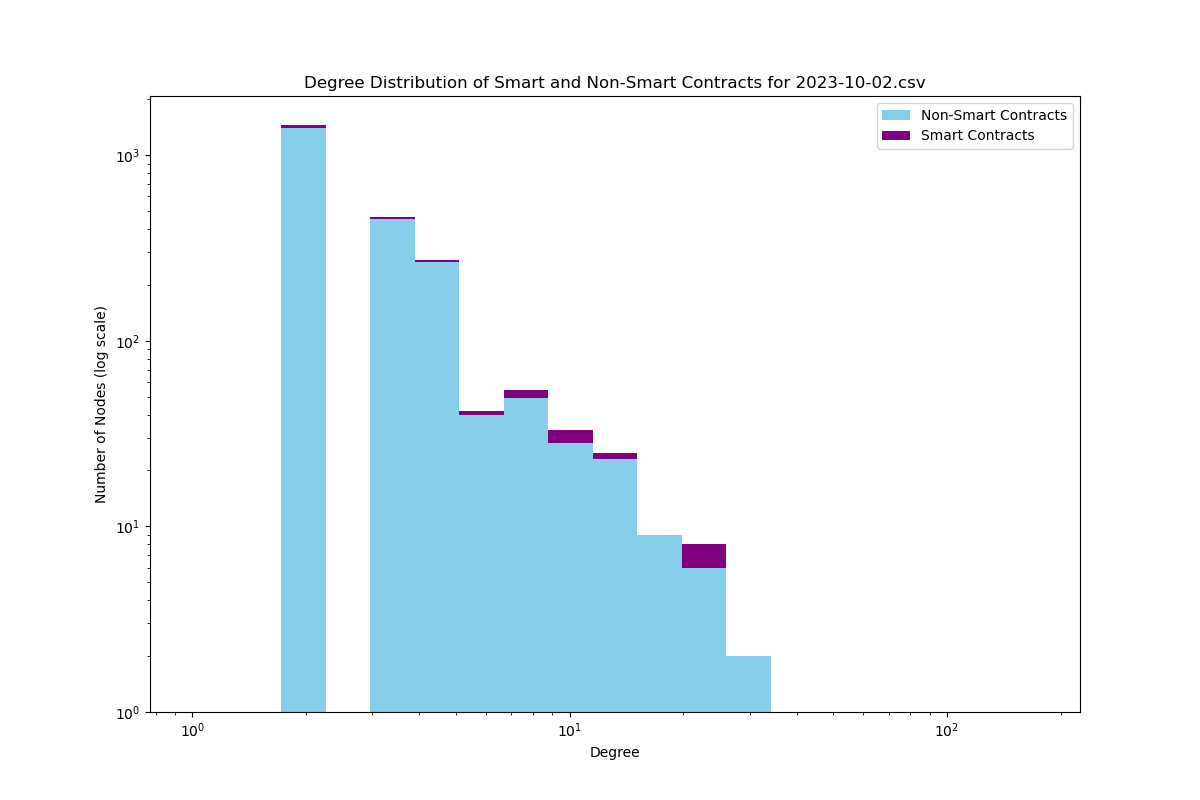 Degree Distribution of Smart and Non-Smart Contracts for 2023-10-02.csv
Non-Smart Contracts
Smart Contracts
Number of Nodes (log scale)
10³
10²
10¹
10⁰
10⁰ 10¹ 10²
Degree